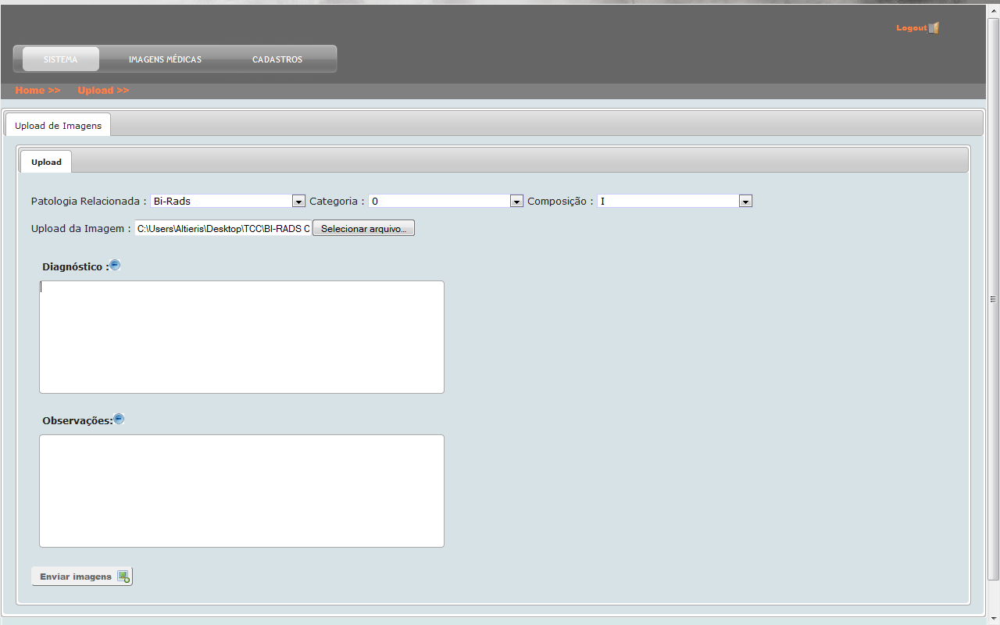 Logout
SISTEMA IMAGENS MÉDICAS CADASTROS
Home >> Upload >>
Upload de Imagens
Upload
Patologia Relacionada : Bi-Rads Categoria : 0 Composição : I
Upload da Imagem : C:\Users\Altieris\Desktop\TCC\BI-RADS C Selecionar arquivo...
Diagnóstico :
Observações:
Enviar imagens